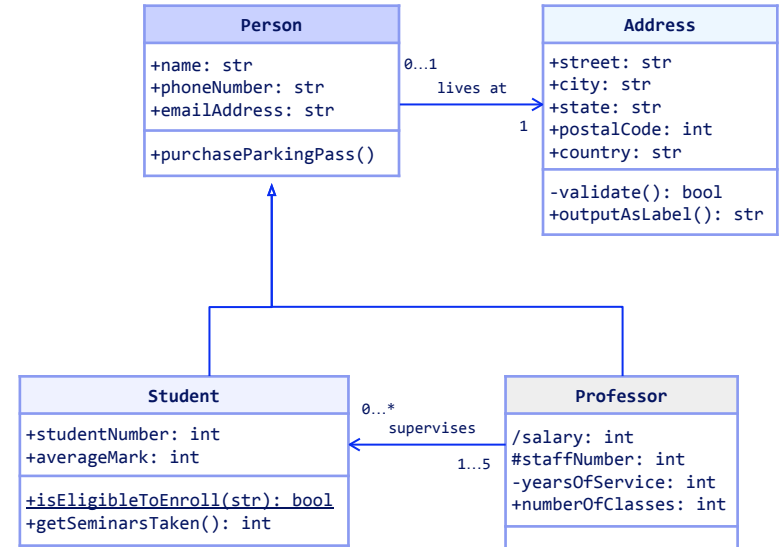 Person
+name: str
+phoneNumber: str
+emailAddress: str
+purchaseParkingPass()
0...1
lives at
1
Address
+street: str
+city: str
+state: str
+postalCode: int
+country: str
-validate(): bool
+outputAsLabel(): str
Student
+studentNumber: int
+averageMark: int
+isEligibleToEnroll(str): bool
+getSeminarsTaken(): int
0...*
supervises
1...5
Professor
/salary: int
#staffNumber: int
-yearsOfService: int
+numberOfClasses: int